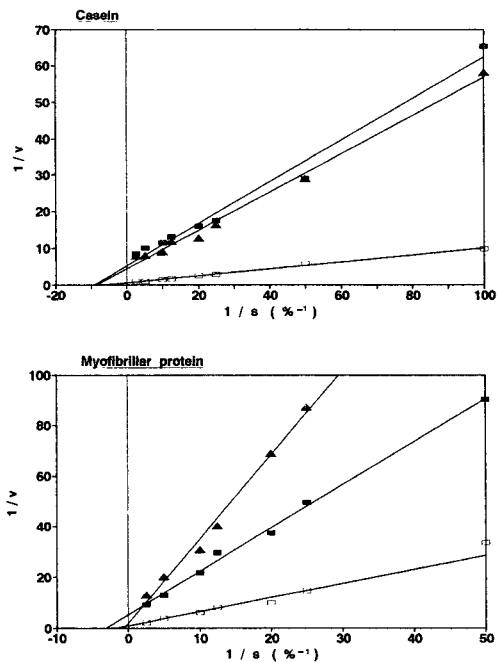 Casein
70
60
50
40
30
20
10
0
1 / v
-20 0 20 40 60 80 100
1 / s ( %⁻¹ )
Myofibrillar protein
100
80
60
40
20
0
1 / v
-10 0 10 20 30 40 50
1 / s ( %⁻¹ )